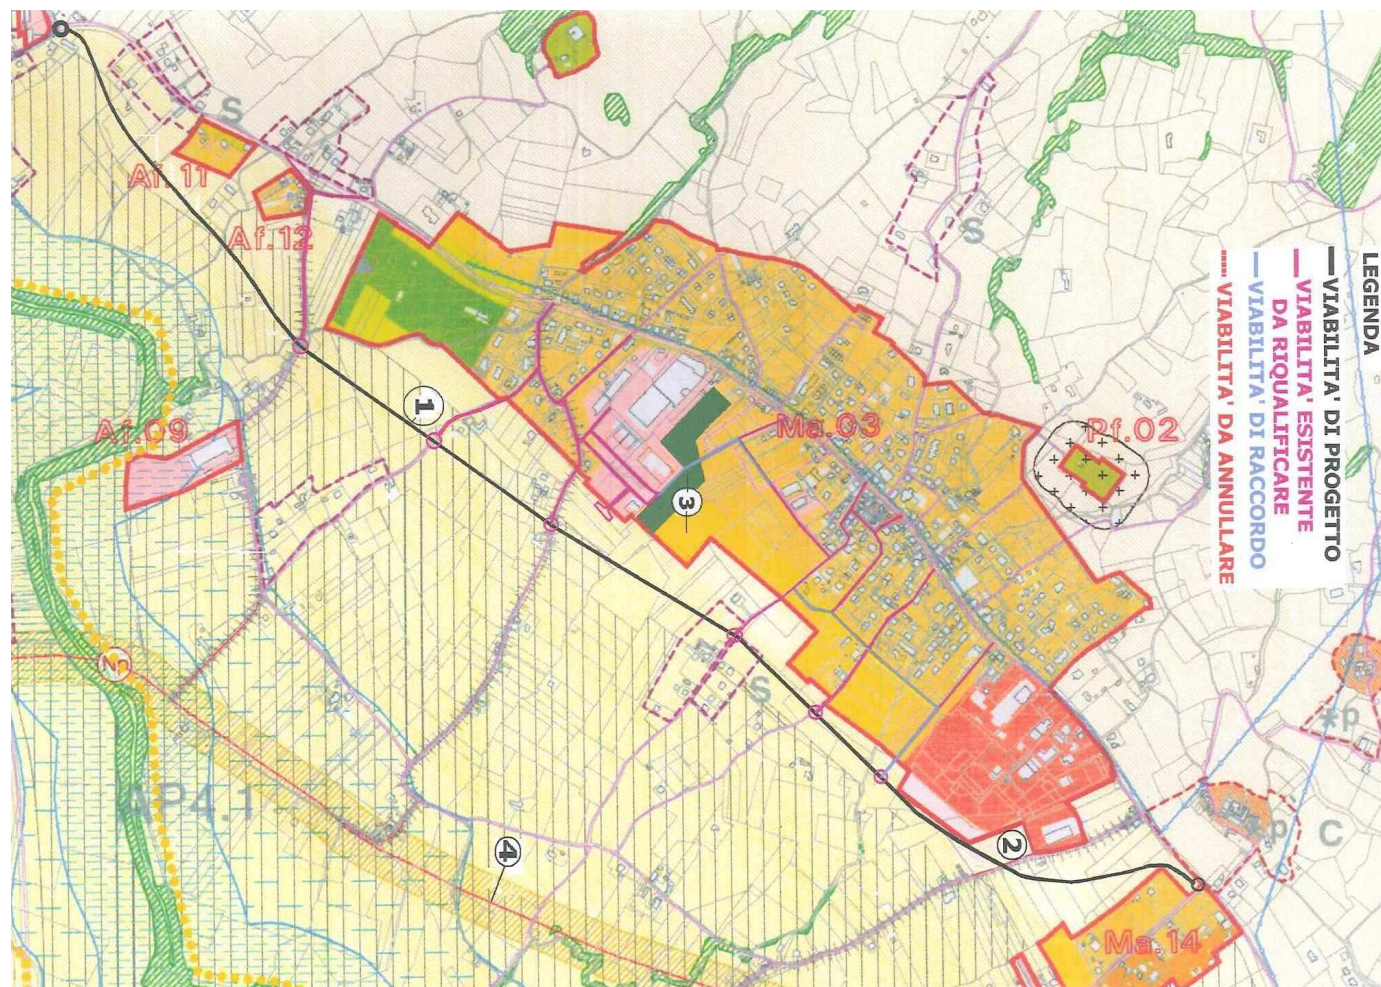 LEGENDA
VIABILITA' DI PROGETTO
VIABILITA' ESISTENTE
DA RIQUALIFICARE
VIABILITA' DI RACCORDO
VIABILITA' DA ANNULLARE
S
Af.11
Af.12
S
Af.09
1
Ma.03
Pf.02
3
S
*p
*p
C
2
AP4.1
4
Ma.14